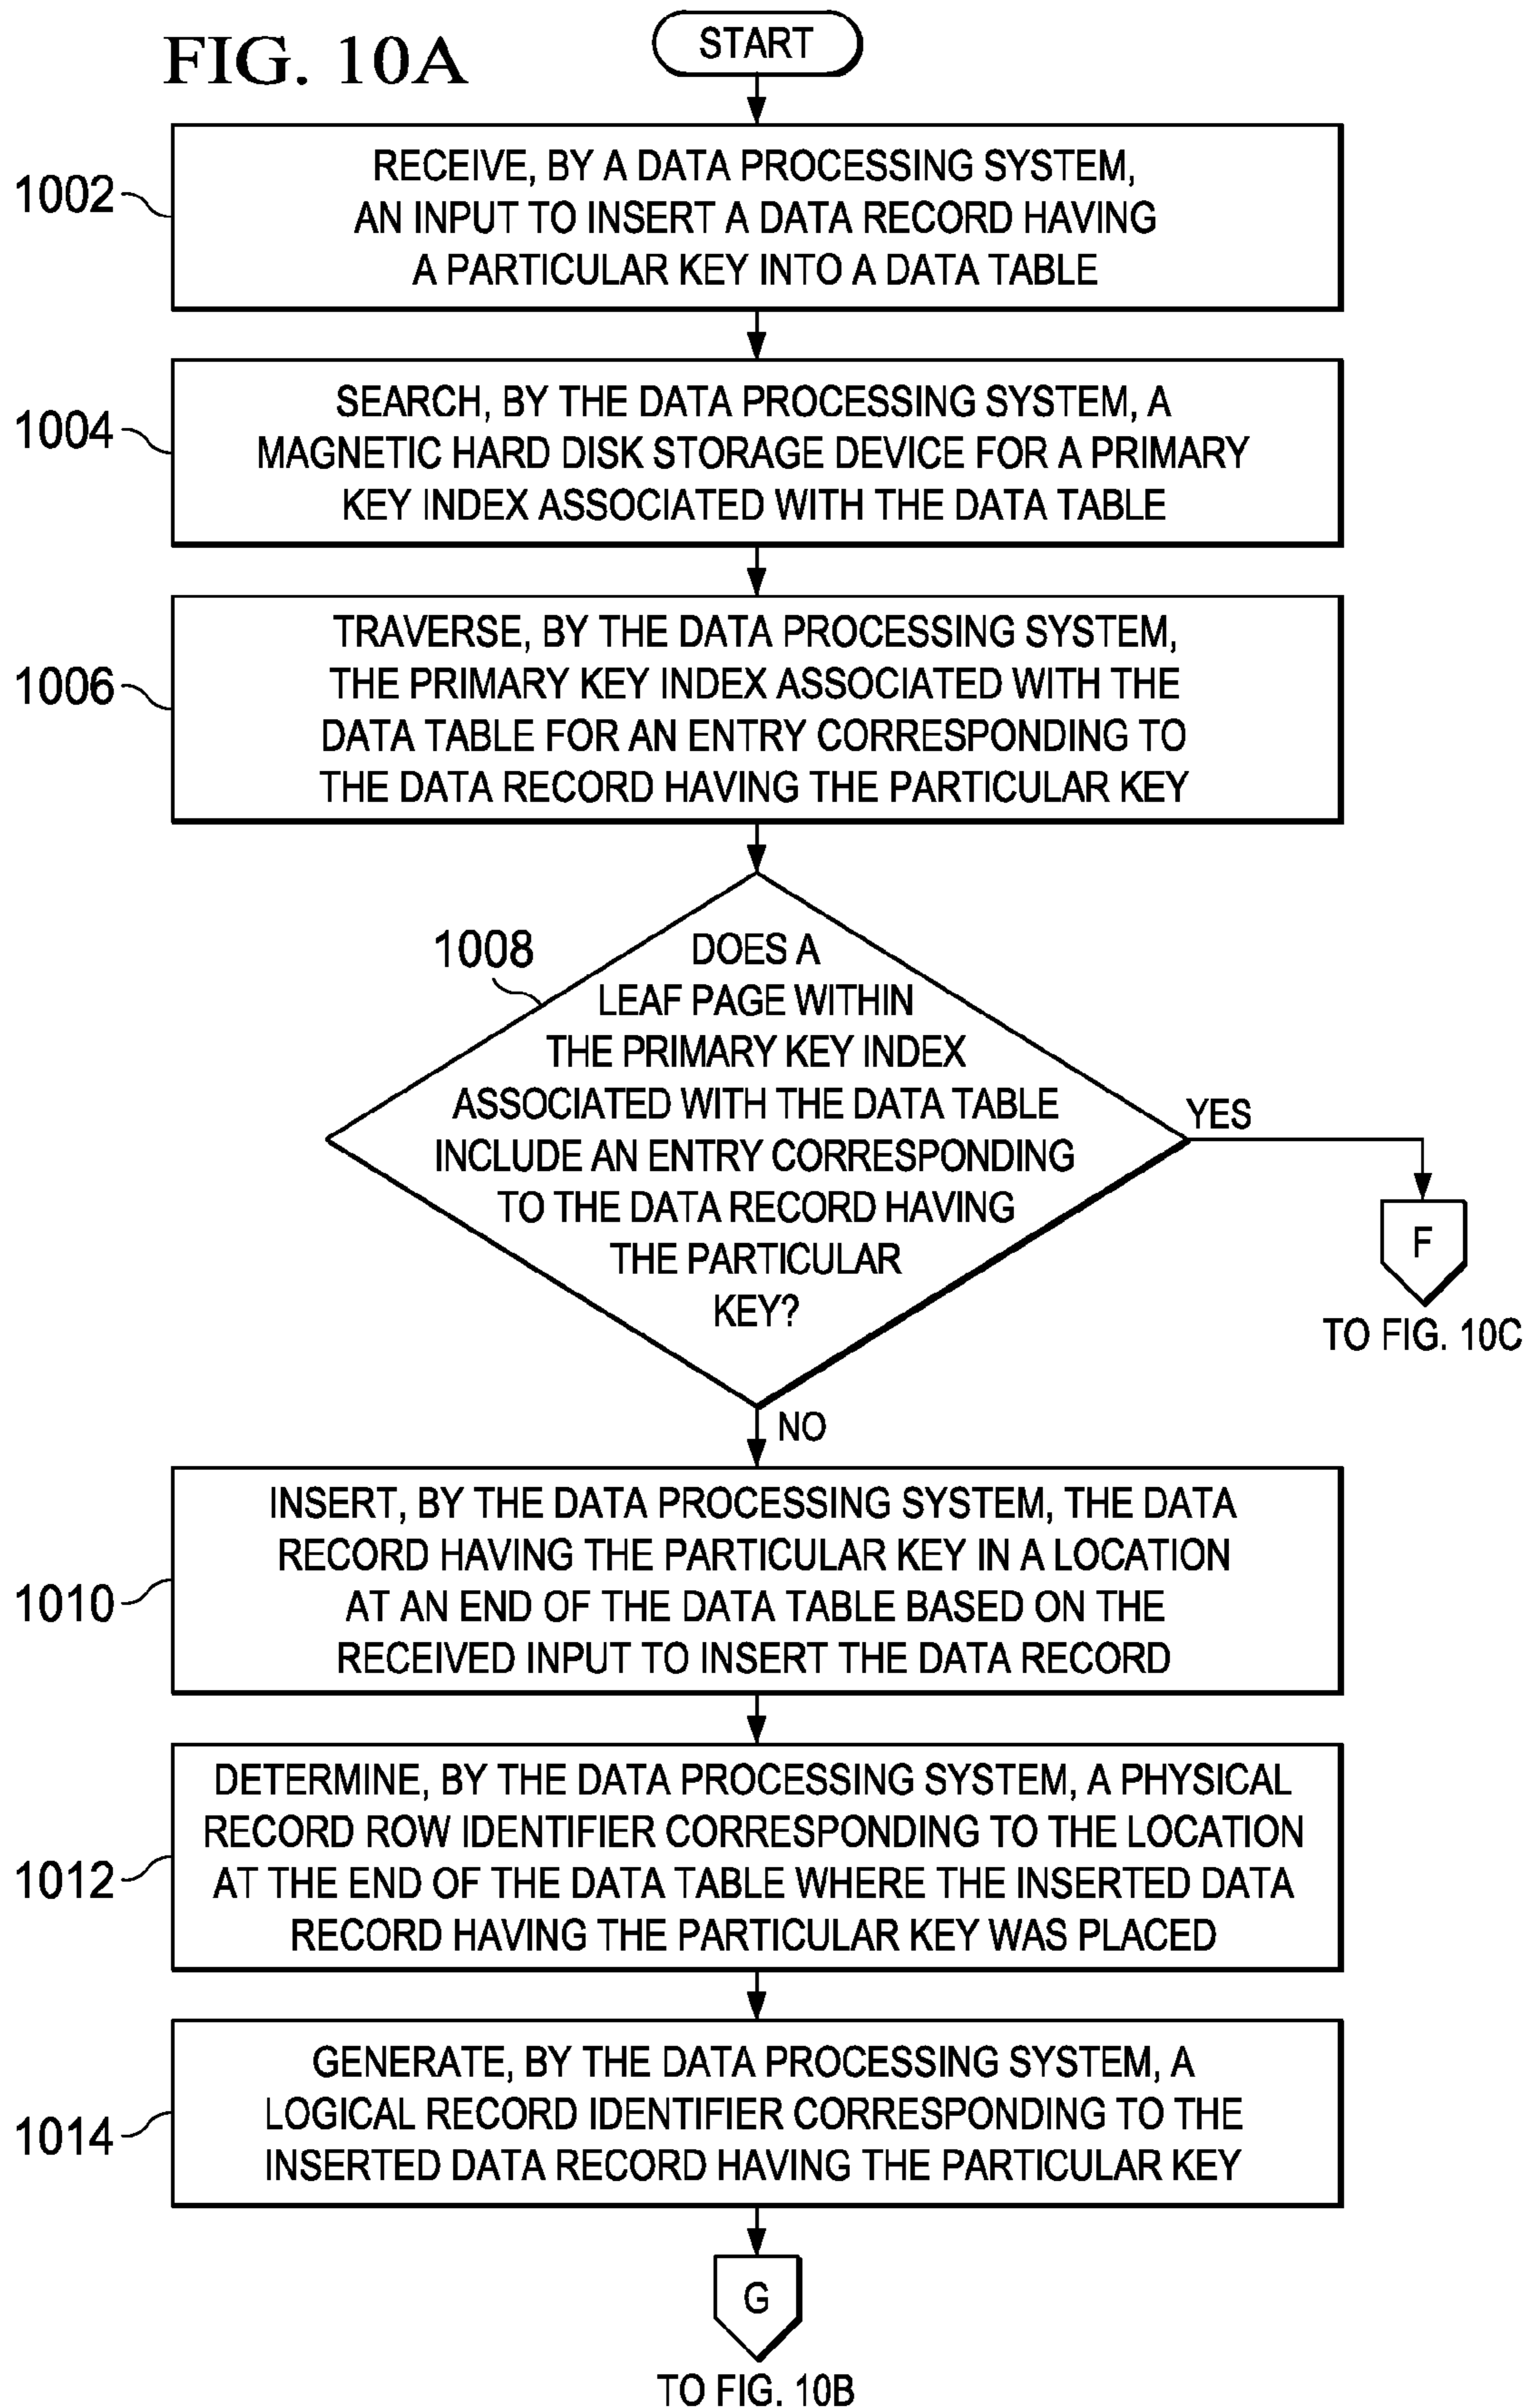 FIG. 10A
START
1002
RECEIVE, BY A DATA PROCESSING SYSTEM,
AN INPUT TO INSERT A DATA RECORD HAVING
A PARTICULAR KEY INTO A DATA TABLE
1004
SEARCH, BY THE DATA PROCESSING SYSTEM, A
MAGNETIC HARD DISK STORAGE DEVICE FOR A PRIMARY
KEY INDEX ASSOCIATED WITH THE DATA TABLE
1006
TRAVERSE, BY THE DATA PROCESSING SYSTEM,
THE PRIMARY KEY INDEX ASSOCIATED WITH THE
DATA TABLE FOR AN ENTRY CORRESPONDING TO
THE DATA RECORD HAVING THE PARTICULAR KEY
1008
DOES A
LEAF PAGE WITHIN
THE PRIMARY KEY INDEX
ASSOCIATED WITH THE DATA TABLE
INCLUDE AN ENTRY CORRESPONDING
TO THE DATA RECORD HAVING
THE PARTICULAR
KEY?
YES
F
TO FIG. 10C
NO
1010
INSERT, BY THE DATA PROCESSING SYSTEM, THE DATA
RECORD HAVING THE PARTICULAR KEY IN A LOCATION
AT AN END OF THE DATA TABLE BASED ON THE
RECEIVED INPUT TO INSERT THE DATA RECORD
1012
DETERMINE, BY THE DATA PROCESSING SYSTEM, A PHYSICAL
RECORD ROW IDENTIFIER CORRESPONDING TO THE LOCATION
AT THE END OF THE DATA TABLE WHERE THE INSERTED DATA
RECORD HAVING THE PARTICULAR KEY WAS PLACED
1014
GENERATE, BY THE DATA PROCESSING SYSTEM, A
LOGICAL RECORD IDENTIFIER CORRESPONDING TO THE
INSERTED DATA RECORD HAVING THE PARTICULAR KEY
G
TO FIG. 10B